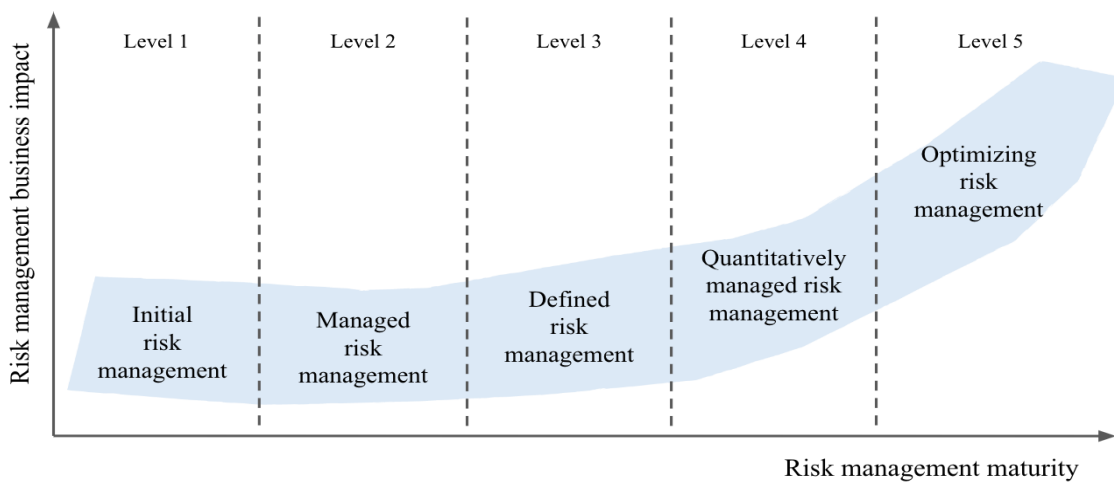 Risk management business impact
Level 1
Level 2
Level 3
Level 4
Level 5
Initial
risk
management
Managed
risk
management
Defined
risk
management
Quantitatively
managed risk
management
Optimizing
risk
management
Risk management maturity